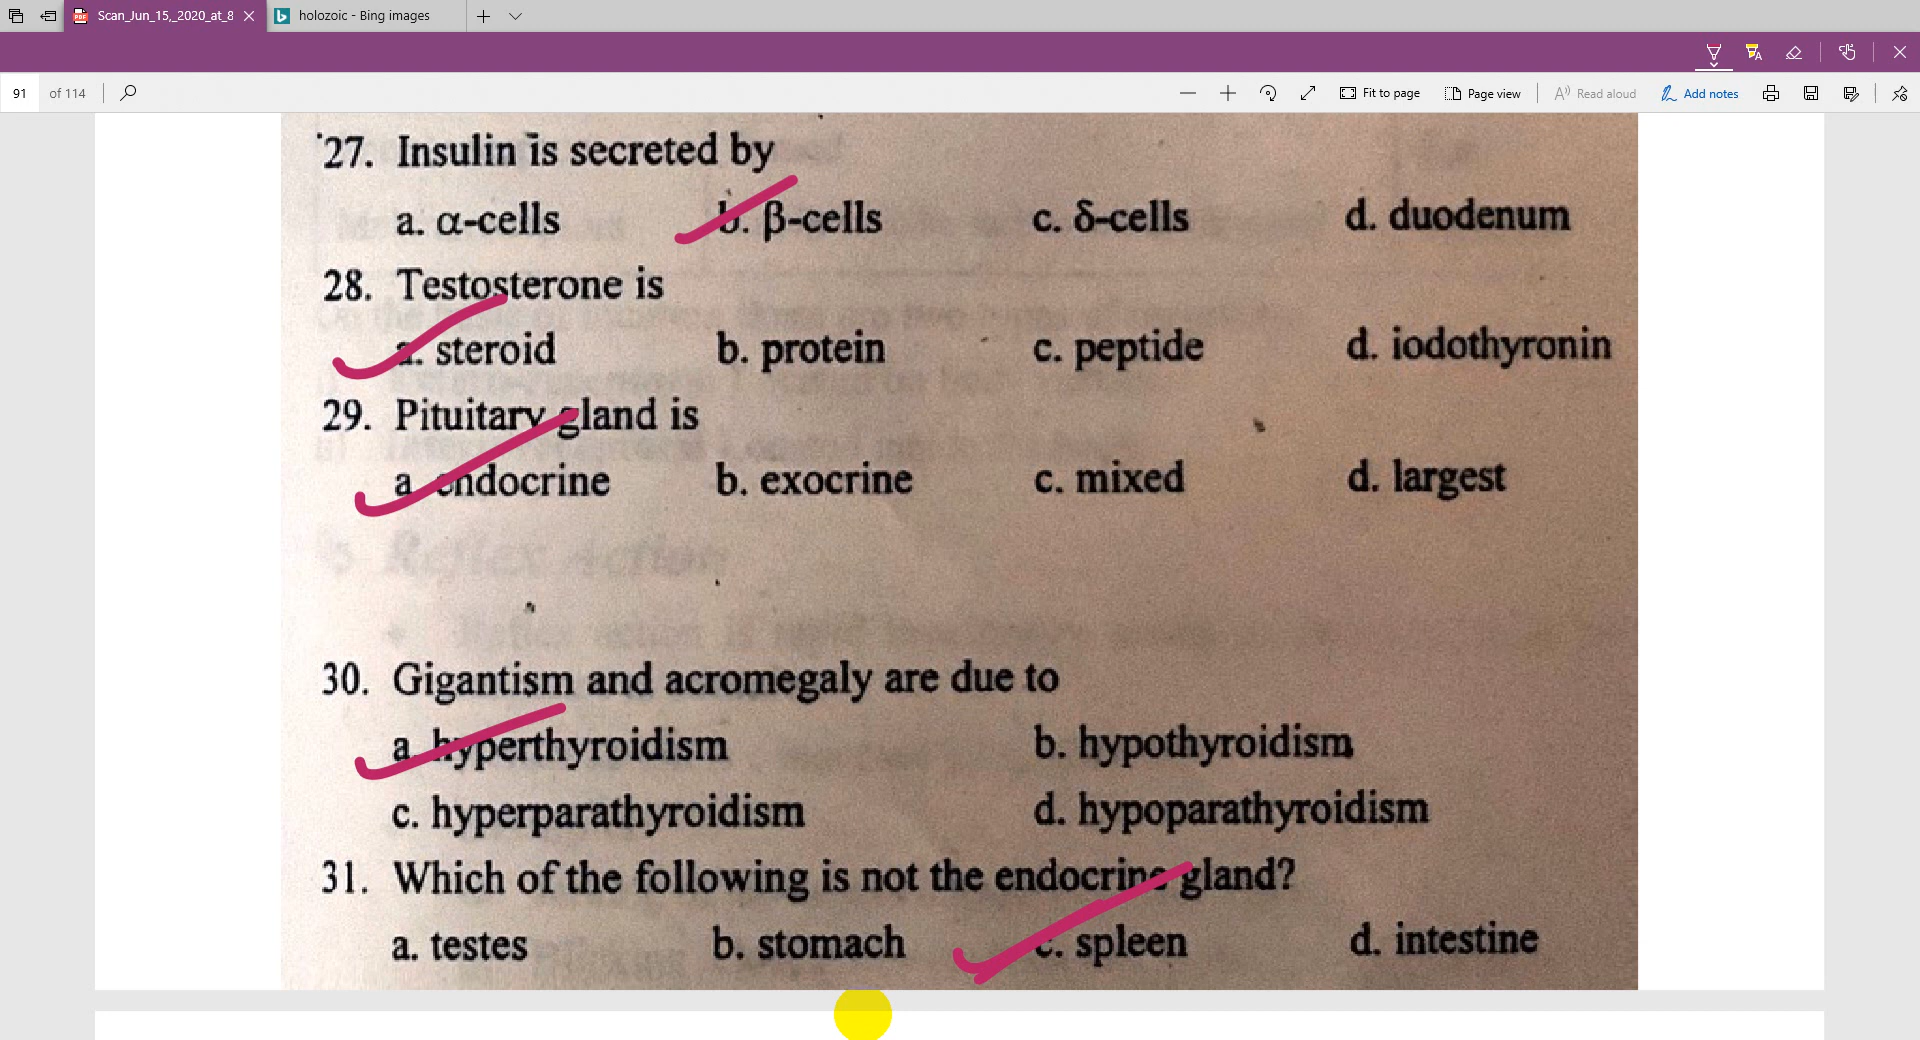 Scan_Jun_15,_2020_at_8
holozoic - Bing images
91 of 114
Fit to page
Page view
Read aloud
Add notes
27. Insulin is secreted by
a. α-cells b. β-cells c. δ-cells d. duodenum
28. Testosterone is
a. steroid b. protein c. peptide d. iodothyronin
29. Pituitary gland is
a. endocrine b. exocrine c. mixed d. largest
Reflex Action
30. Gigantism and acromegaly are due to
a. hyperthyroidism b. hypothyroidism
c. hyperparathyroidism d. hypoparathyroidism
31. Which of the following is not the endocrine gland?
a. testes b. stomach c. spleen d. intestine